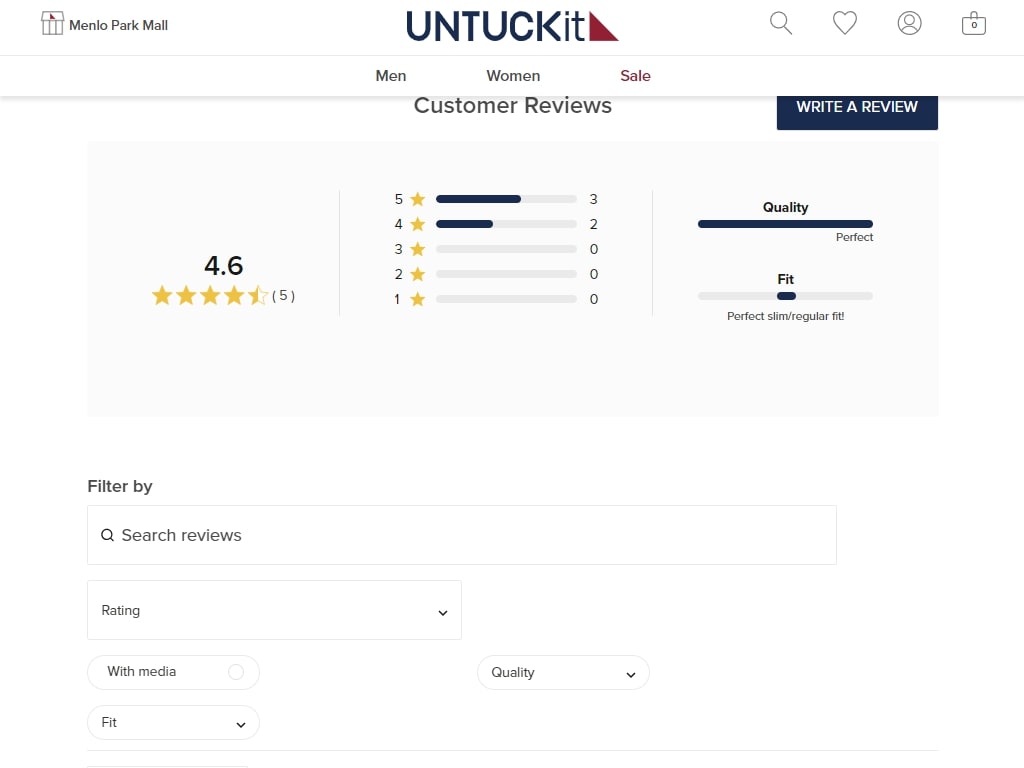 Menlo Park Mall
UNTUCKit
0
Men
Women
Sale
Customer Reviews
WRITE A REVIEW
4.6
( 5 )
5 3
4 2
3 0
2 0
1 0
Quality
Perfect
Fit
Perfect slim/regular fit!
Filter by
Search reviews
Rating
With media
Quality
Fit